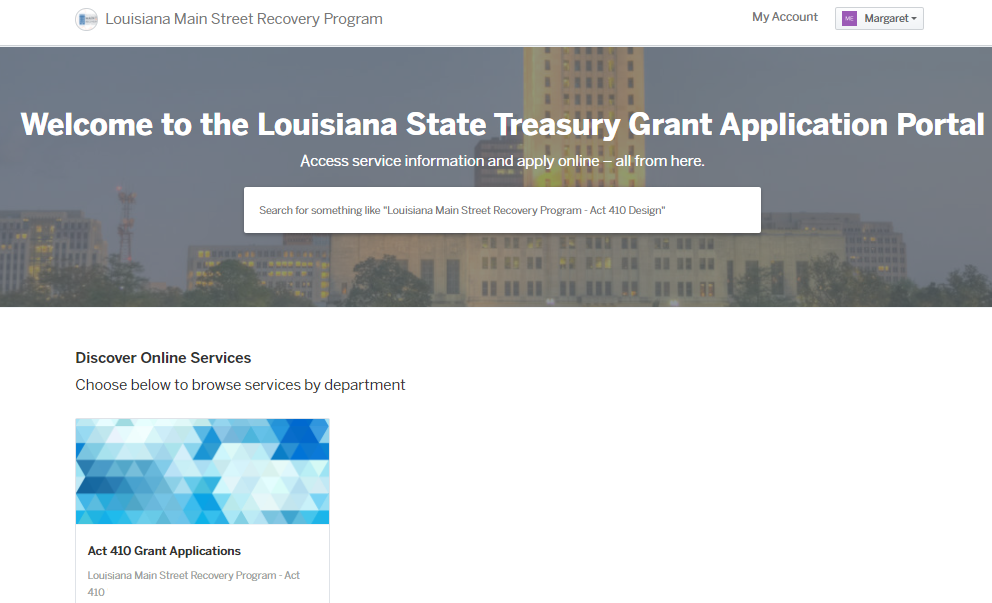 Louisiana Main Street Recovery Program
My Account
ME Margaret
Welcome to the Louisiana State Treasury Grant Application Portal
Access service information and apply online – all from here.
Search for something like "Louisiana Main Street Recovery Program - Act 410 Design"
Discover Online Services
Choose below to browse services by department
Act 410 Grant Applications
Louisiana Main Street Recovery Program - Act
410